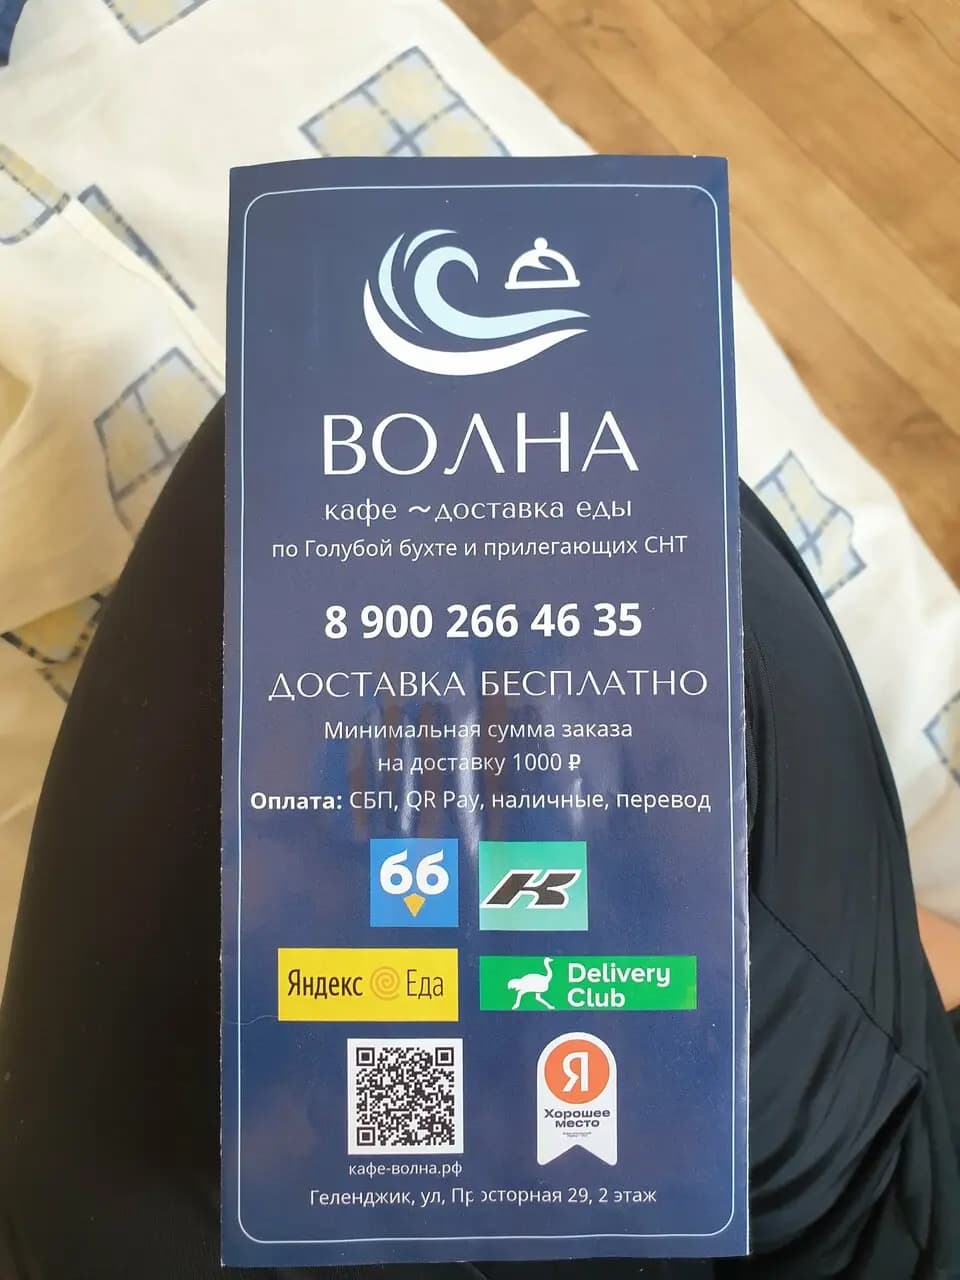 ВОЛНА
кафе ~доставка еды
по Голубой бухте и прилегающих СНТ
8 900 266 46 35
ДОСТАВКА БЕСПЛАТНО
Минимальная сумма заказа
на доставку 1000 ₽
Оплата: СБП, QR Pay, наличные, перевод
бб
К
Яндекс Еда
Delivery
Club
Я
Хорошее
место
кафе-волна.рф
Геленджик, ул, Просторная 29, 2 этаж